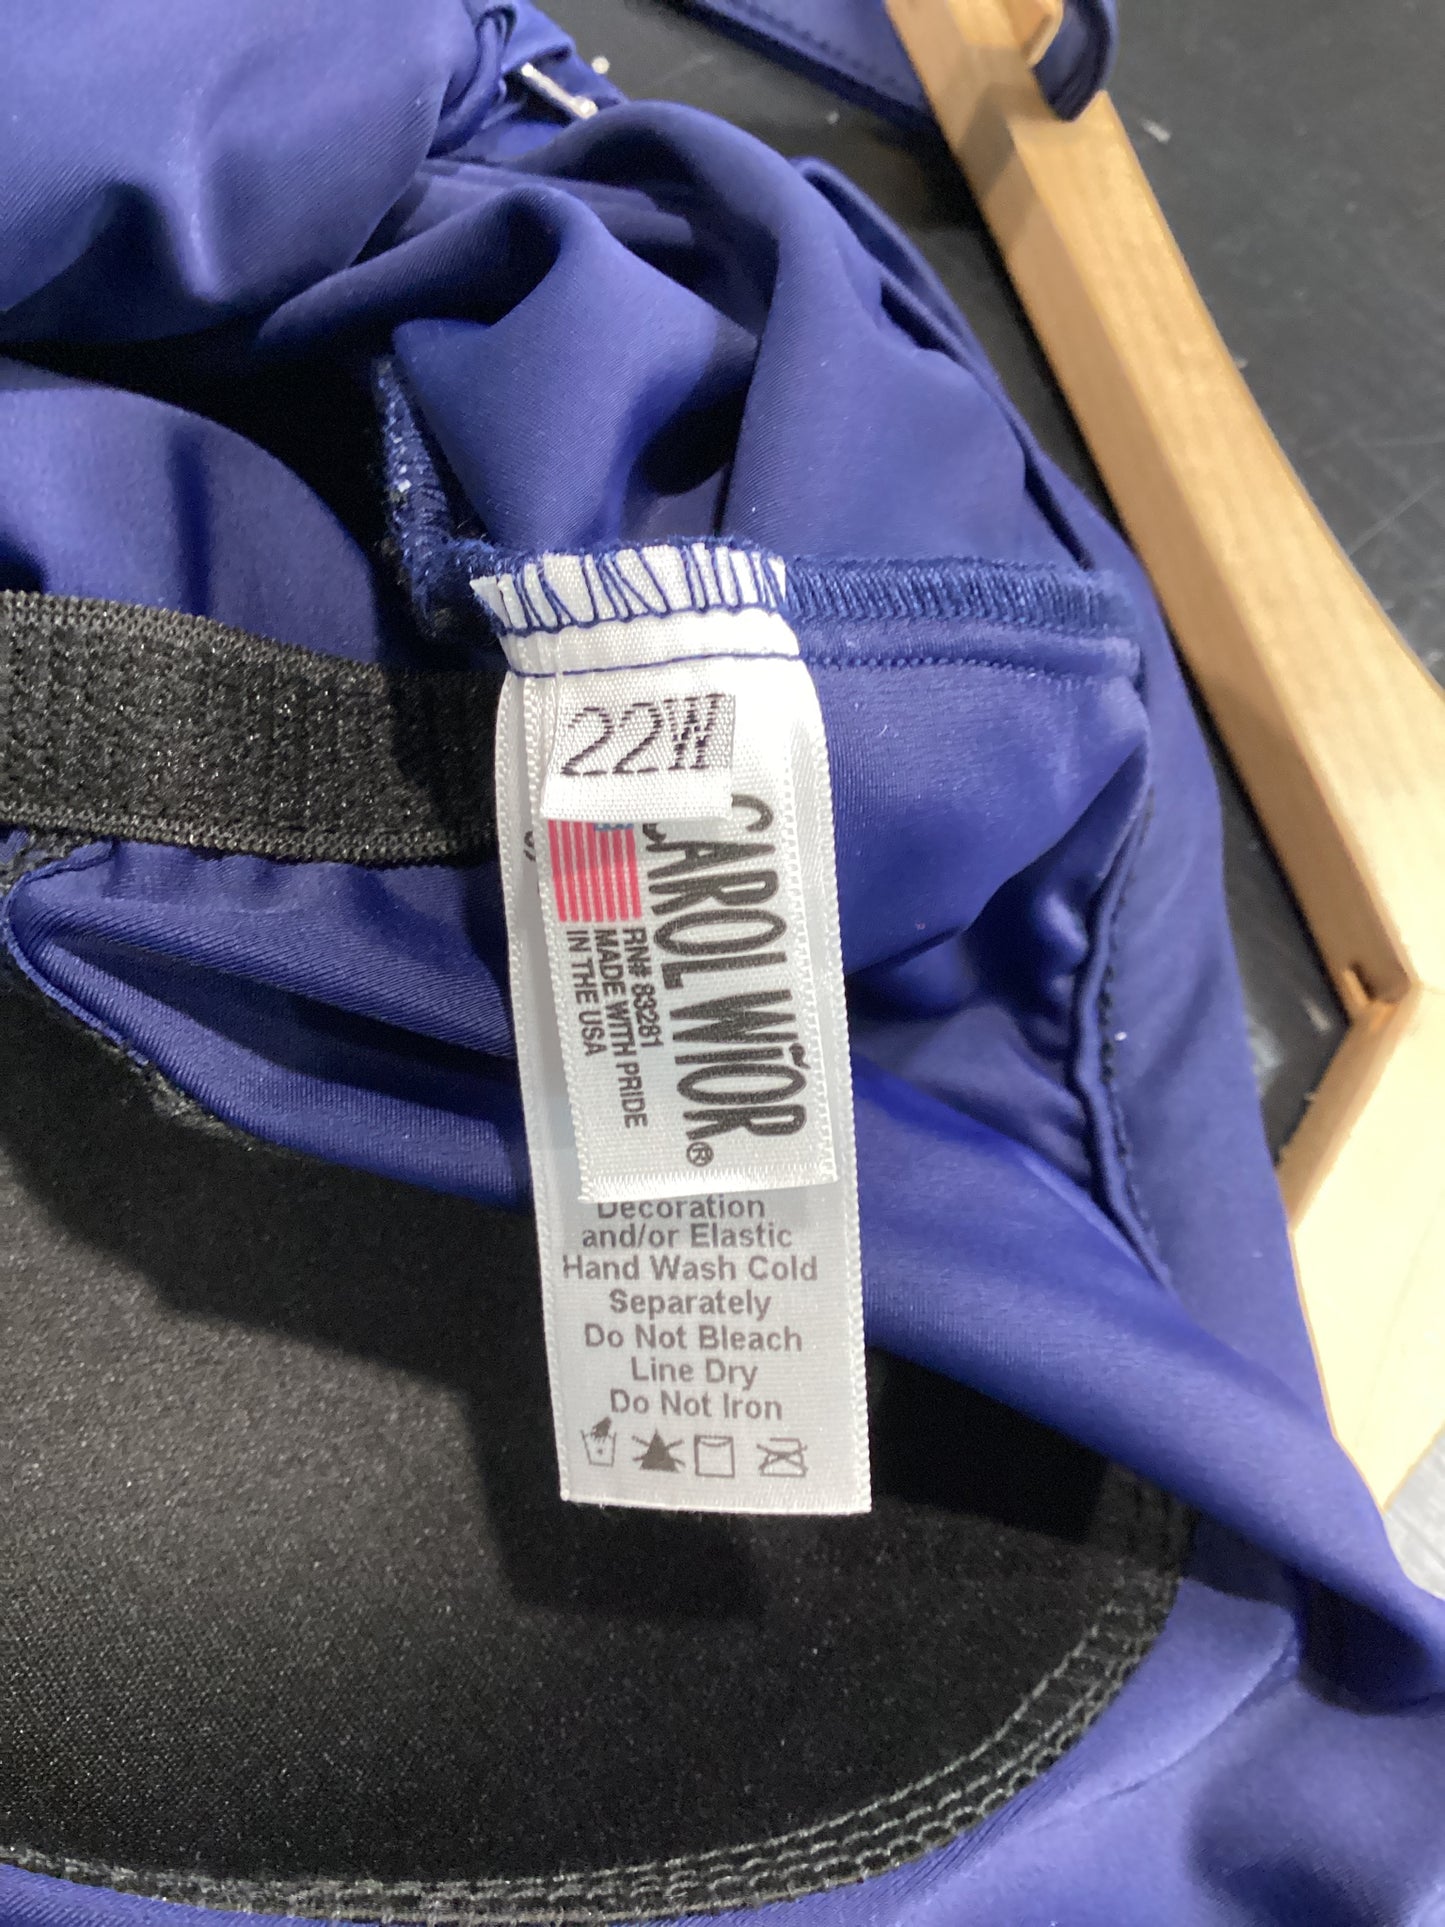 22W
CAROL WIOR®
RN# 83281
MADE WITH PRIDE
IN THE USA
Decoration
and/or Elastic
Hand Wash Cold
Separately
Do Not Bleach
Line Dry
Do Not Iron